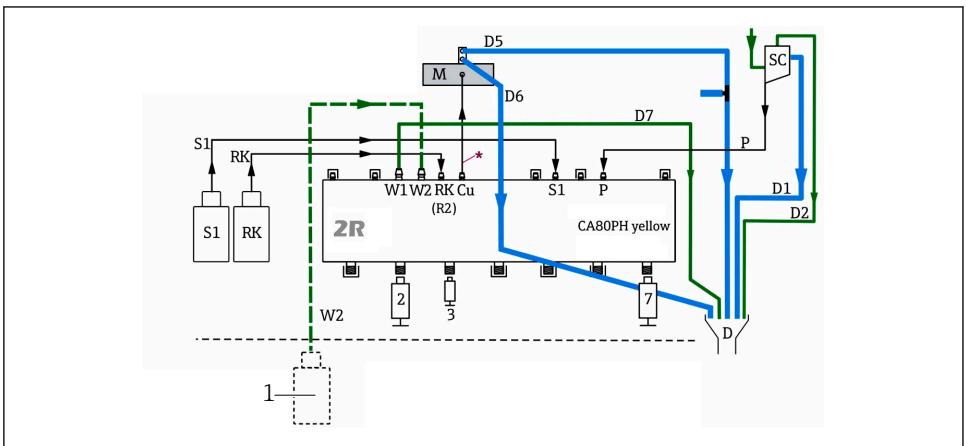 D5
SC
M
D6
D7
S1
P
RK
*
W1 W2 RK Cu S1 P
(R2)
D1
D2
S1 RK
2R
CA80PH yellow
2
3
7
W2
D
1